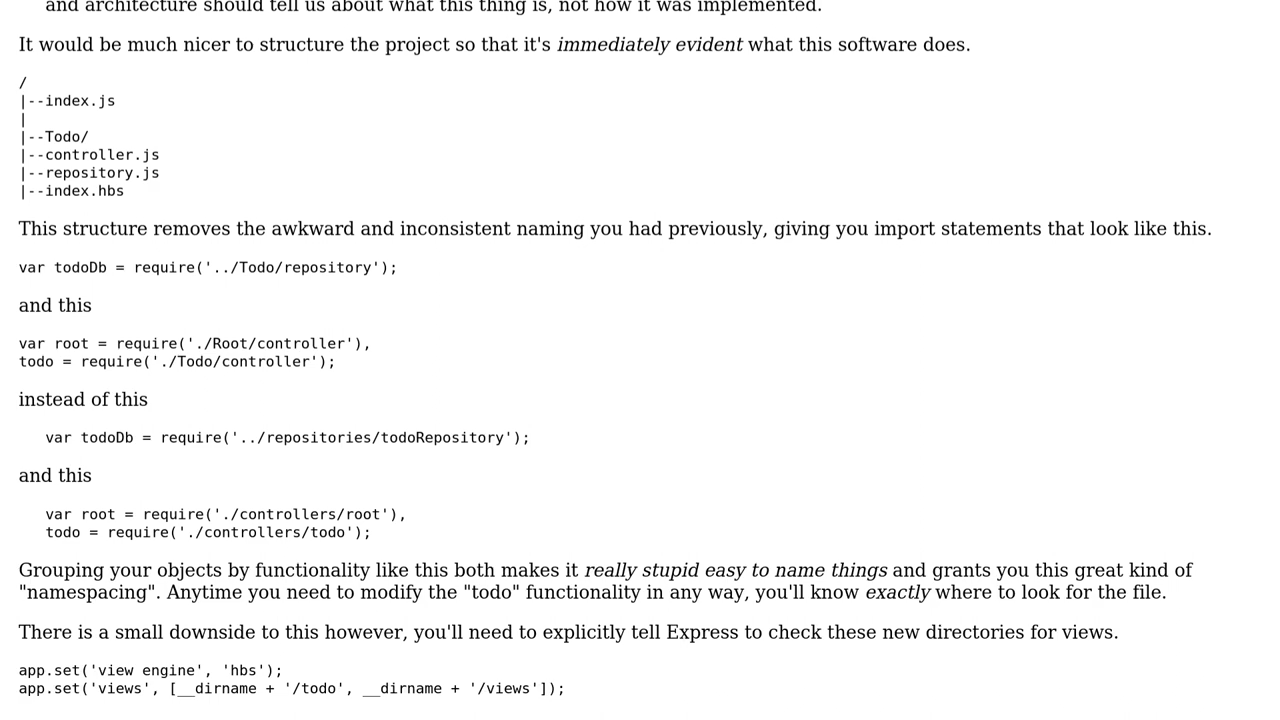 and architecture should tell us about what this thing is, not how it was implemented.
It would be much nicer to structure the project so that it's immediately evident what this software does.
/
|--index.js
|
|--Todo/
|--controller.js
|--repository.js
|--index.hbs
This structure removes the awkward and inconsistent naming you had previously, giving you import statements that look like this.
var todoDb = require('../Todo/repository');
and this
var root = require('./Root/controller'),
todo = require('./Todo/controller');
instead of this
var todoDb = require('../repositories/todoRepository');
and this
var root = require('./controllers/root'),
todo = require('./controllers/todo');
Grouping your objects by functionality like this both makes it really stupid easy to name things and grants you this great kind of
"namespacing". Anytime you need to modify the "todo" functionality in any way, you'll know exactly where to look for the file.
There is a small downside to this however, you'll need to explicitly tell Express to check these new directories for views.
app.set('view engine', 'hbs');
app.set('views', [__dirname + '/todo', __dirname + '/views']);